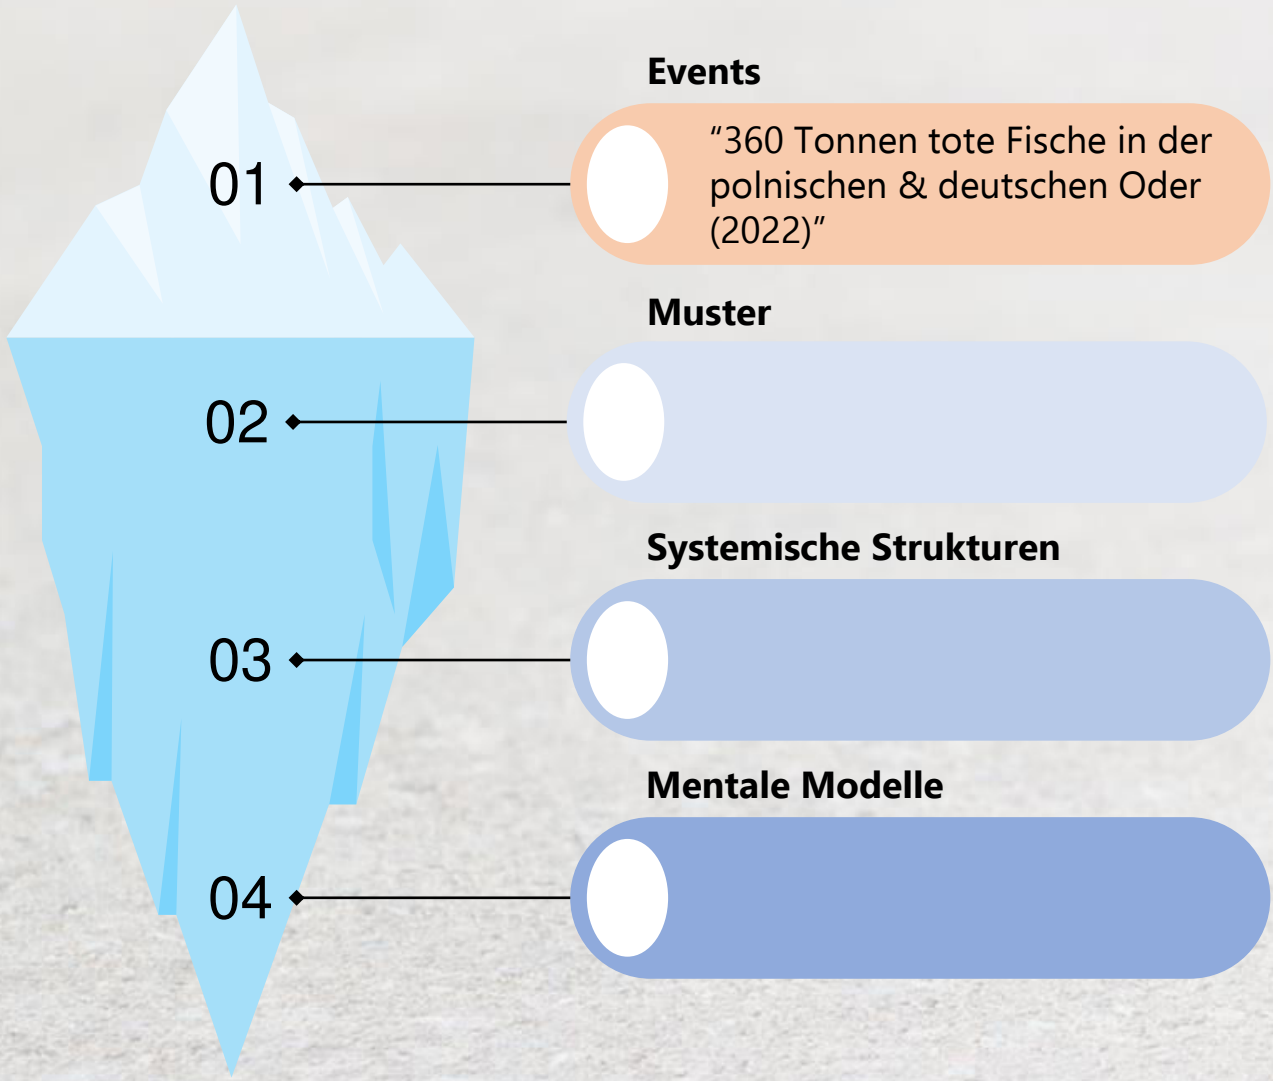 Events
01
“360 Tonnen tote Fische in der
polnischen & deutschen Oder
(2022)”
Muster
02
Systemische Strukturen
03
Mentale Modelle
04